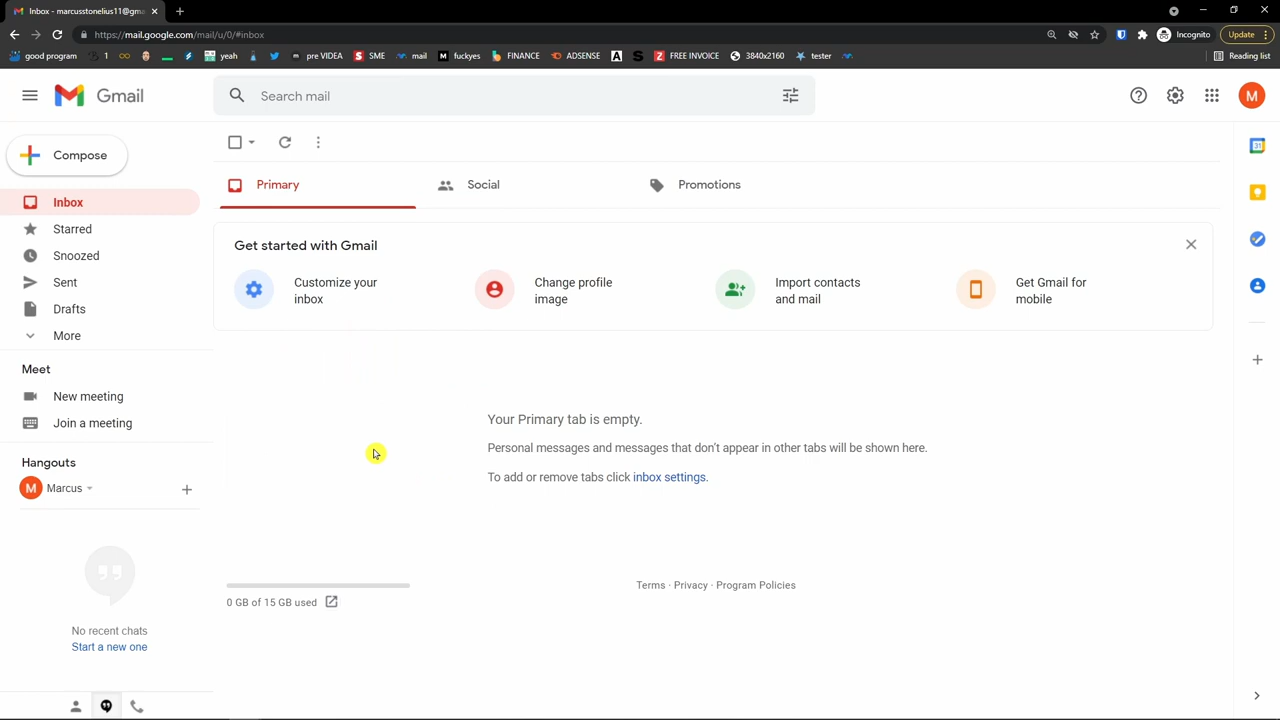 Inbox - marcusstonelius11@gma
https://mail.google.com/mail/u/0/#inbox
Incognito
Update
good program
1
yeah
pre VIDEA
SME
mail
fuckyes
FINANCE
ADSENSE
FREE INVOICE
3840x2160
tester
Reading list
Gmail
Search mail
M
Compose
Primary
Social
Promotions
Inbox
Starred
Snoozed
Sent
Drafts
More
Get started with Gmail
Customize your
inbox
Change profile
image
Import contacts
and mail
Get Gmail for
mobile
Meet
New meeting
Join a meeting
Your Primary tab is empty.
Personal messages and messages that don't appear in other tabs will be shown here.
To add or remove tabs click inbox settings.
Hangouts
M Marcus
No recent chats
Start a new one
0 GB of 15 GB used
Terms · Privacy · Program Policies